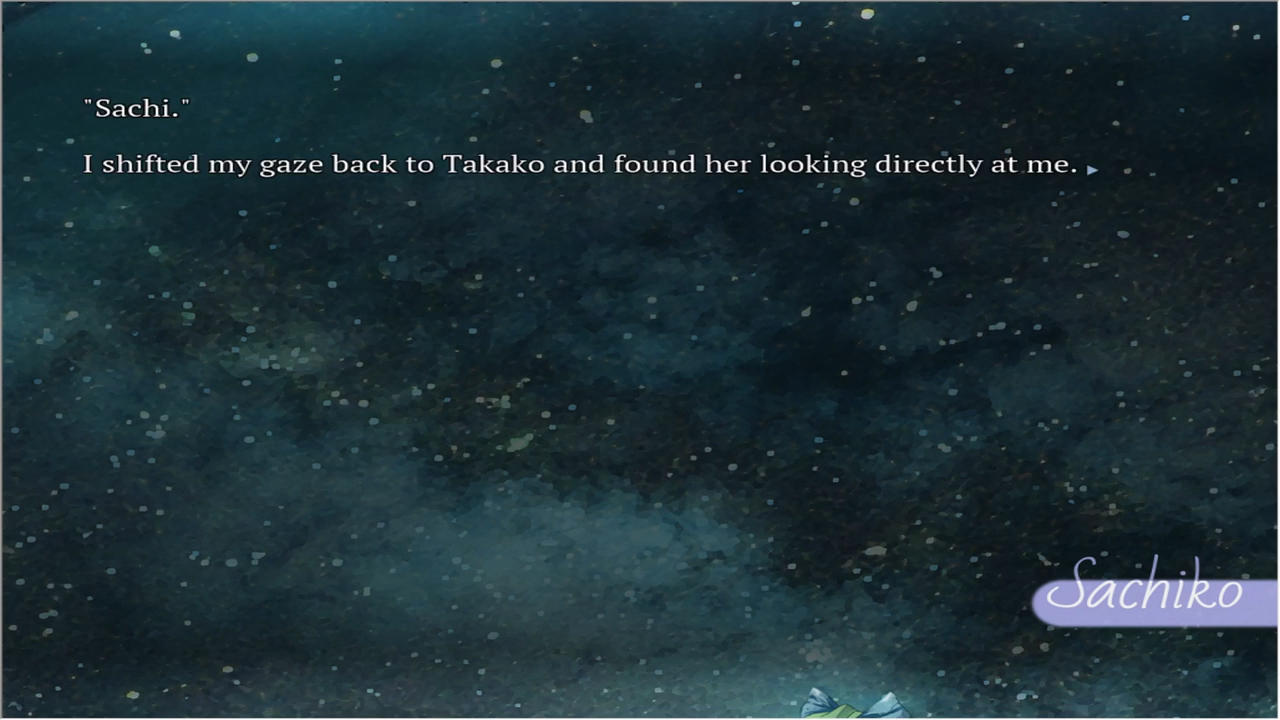 "Sachi."
I shifted my gaze back to Takako and found her looking directly at me.
Sachiko